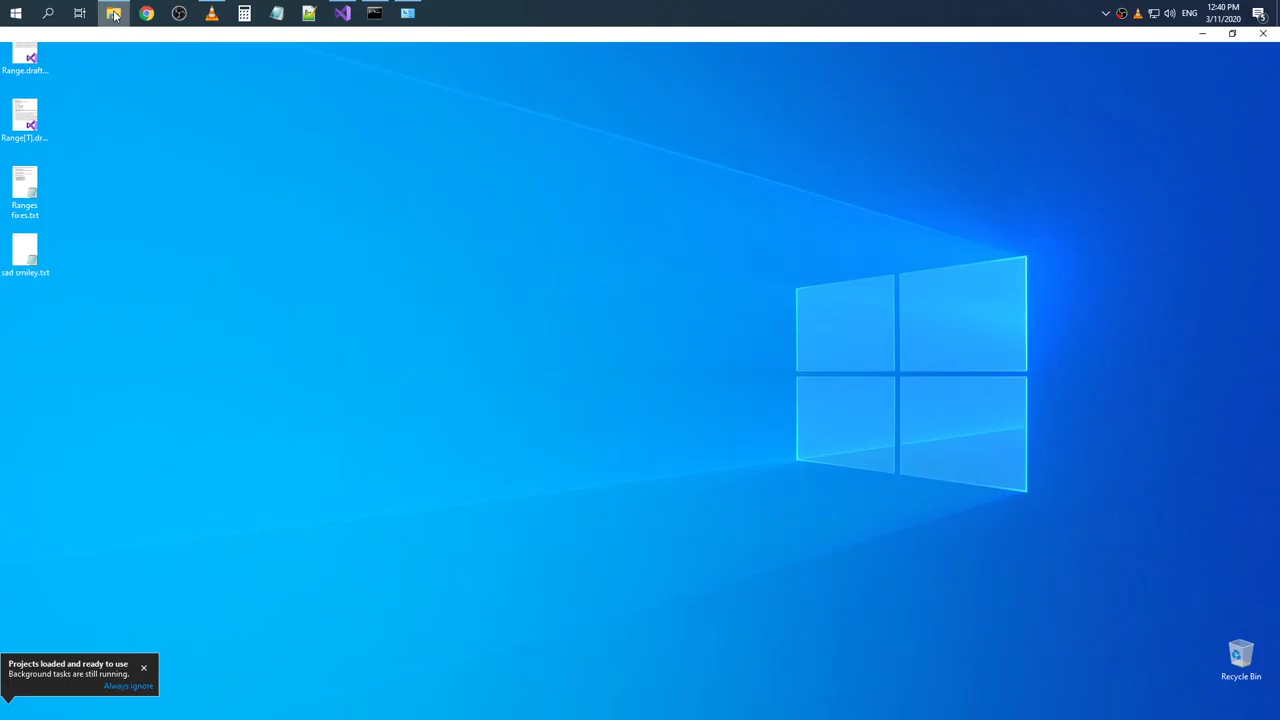 ENG
12:40 PM
3/11/2020
5
Range.draft...
Range[T].dr...
Ranges
fixes.txt
sad smiley.txt
Projects loaded and ready to use
Background tasks are still running.
Always ignore
Recycle Bin